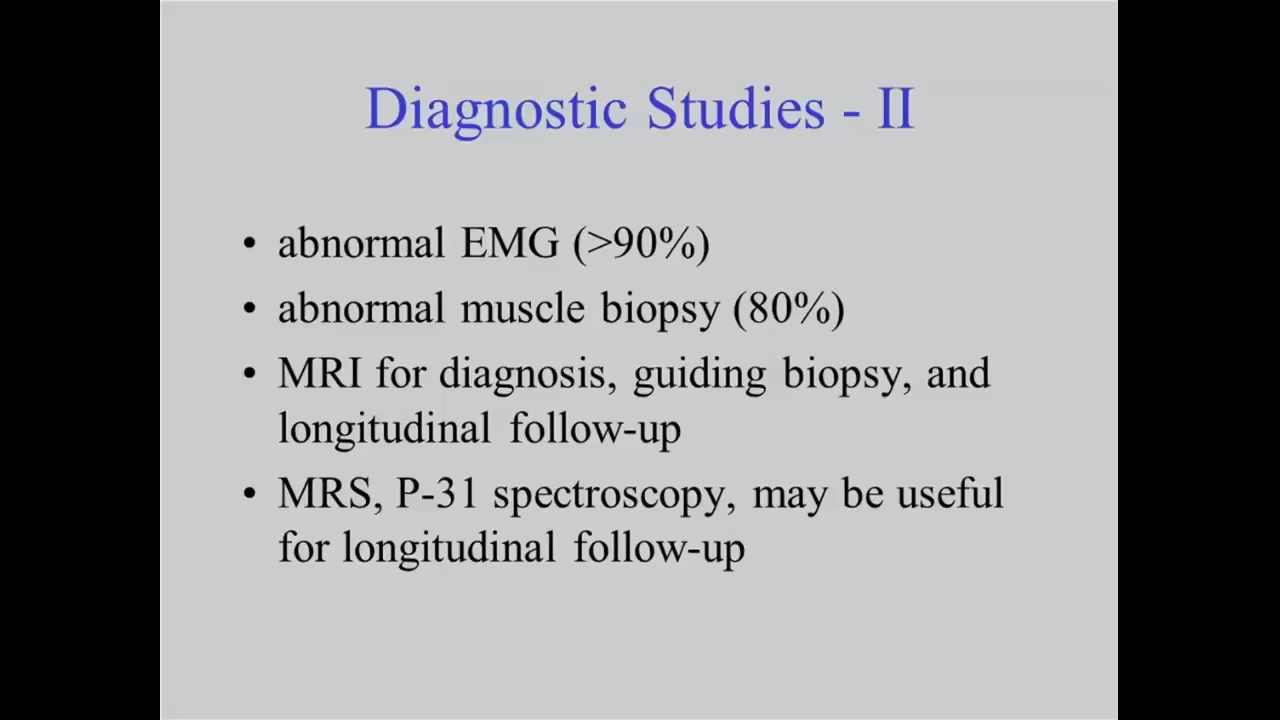 Diagnostic Studies - II
• abnormal EMG (>90%)
• abnormal muscle biopsy (80%)
• MRI for diagnosis, guiding biopsy, and
longitudinal follow-up
• MRS, P-31 spectroscopy, may be useful
for longitudinal follow-up